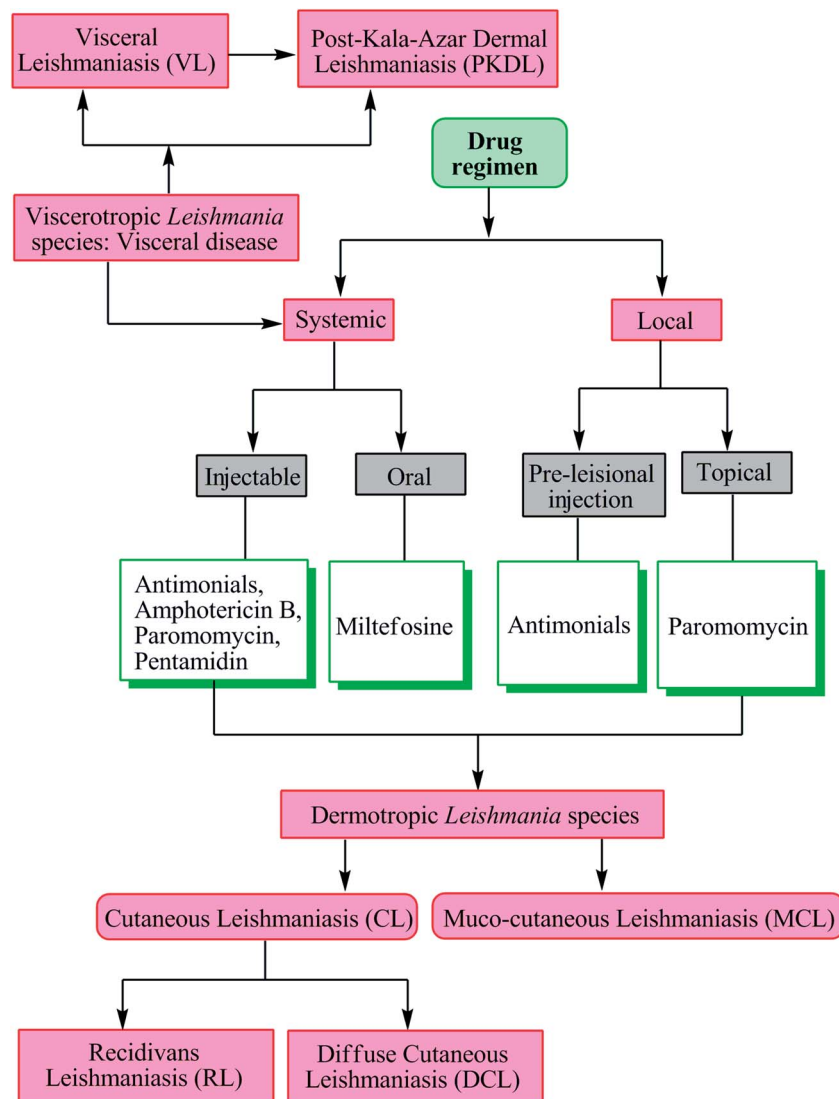 Visceral
Leishmaniasis (VL)
Post-Kala-Azar Dermal
Leishmaniasis (PKDL)
Drug
regimen
Viscerotropic Leishmania
species: Visceral disease
Systemic
Local
Injectable
Oral
Pre-leisional
injection
Topical
Antimonials,
Amphotericin B,
Paromomycin,
Pentamidin
Miltefosine
Antimonials
Paromomycin
Dermotropic Leishmania species
Cutaneous Leishmaniasis (CL)
Muco-cutaneous Leishmaniasis (MCL)
Recidivans
Leishmaniasis (RL)
Diffuse Cutaneous
Leishmaniasis (DCL)